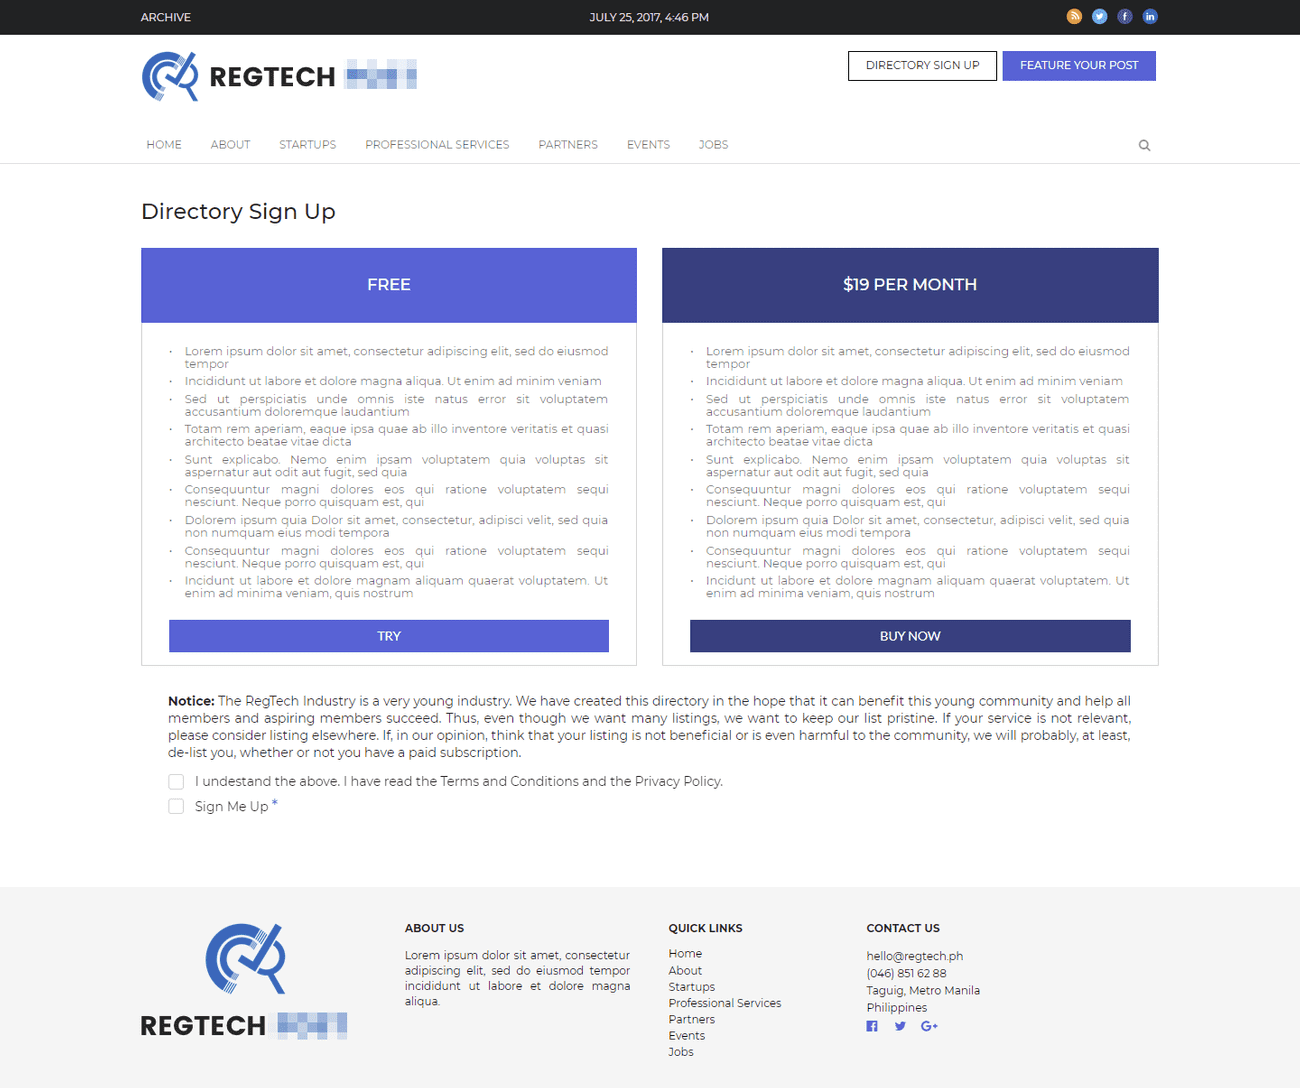 ARCHIVE
JULY 25, 2017, 4:46 PM
REGTECH
DIRECTORY SIGN UP
FEATURE YOUR POST
HOME
ABOUT
STARTUPS
PROFESSIONAL SERVICES
PARTNERS
EVENTS
JOBS
Directory Sign Up
FREE
Lorem ipsum dolor sit amet, consectetur adipiscing elit, sed do eiusmod
tempor
Incididunt ut labore et dolore magna aliqua. Ut enim ad minim veniam
Sed ut perspiciatis unde omnis iste natus error sit voluptatem
accusantium doloremque laudantium
Totam rem aperiam, eaque ipsa quae ab illo inventore veritatis et quasi
architecto beatae vitae dicta
Sunt explicabo. Nemo enim ipsam voluptatem quia voluptas sit
aspernatur aut odit aut fugit, sed quia
Consequuntur magni dolores eos qui ratione voluptatem sequi
nesciunt. Neque porro quisquam est, qui
Dolorem ipsum quia Dolor sit amet, consectetur, adipisci velit, sed quia
non numquam eius modi tempora
Consequuntur magni dolores eos qui ratione voluptatem sequi
nesciunt. Neque porro quisquam est, qui
Incidunt ut labore et dolore magnam aliquam quaerat voluptatem. Ut
enim ad minima veniam, quis nostrum
TRY
$19 PER MONTH
Lorem ipsum dolor sit amet, consectetur adipiscing elit, sed do eiusmod
tempor
Incididunt ut labore et dolore magna aliqua. Ut enim ad minim veniam
Sed ut perspiciatis unde omnis iste natus error sit voluptatem
accusantium doloremque laudantium
Totam rem aperiam, eaque ipsa quae ab illo inventore veritatis et quasi
architecto beatae vitae dicta
Sunt explicabo. Nemo enim ipsam voluptatem quia voluptas sit
aspernatur aut odit aut fugit, sed quia
Consequuntur magni dolores eos qui ratione voluptatem sequi
nesciunt. Neque porro quisquam est, qui
Dolorem ipsum quia Dolor sit amet, consectetur, adipisci velit, sed quia
non numquam eius modi tempora
Consequuntur magni dolores eos qui ratione voluptatem sequi
nesciunt. Neque porro quisquam est, qui
Incidunt ut labore et dolore magnam aliquam quaerat voluptatem. Ut
enim ad minima veniam, quis nostrum
BUY NOW
Notice: The RegTech Industry is a very young industry. We have created this directory in the hope that it can benefit this young community and help all
members and aspiring members succeed. Thus, even though we want many listings, we want to keep our list pristine. If your service is not relevant,
please consider listing elsewhere. If, in our opinion, think that your listing is not beneficial or is even harmful to the community, we will probably, at least,
de-list you, whether or not you have a paid subscription.
I undestand the above. I have read the Terms and Conditions and the Privacy Policy.
Sign Me Up *
REGTECH
ABOUT US
Lorem ipsum dolor sit amet, consectetur
adipiscing elit, sed do eiusmod tempor
incididunt ut labore et dolore magna
aliqua.
QUICK LINKS
Home
About
Startups
Professional Services
Partners
Events
Jobs
CONTACT US
hello@regtech.ph
(046) 851 62 88
Taguig, Metro Manila
Philippines